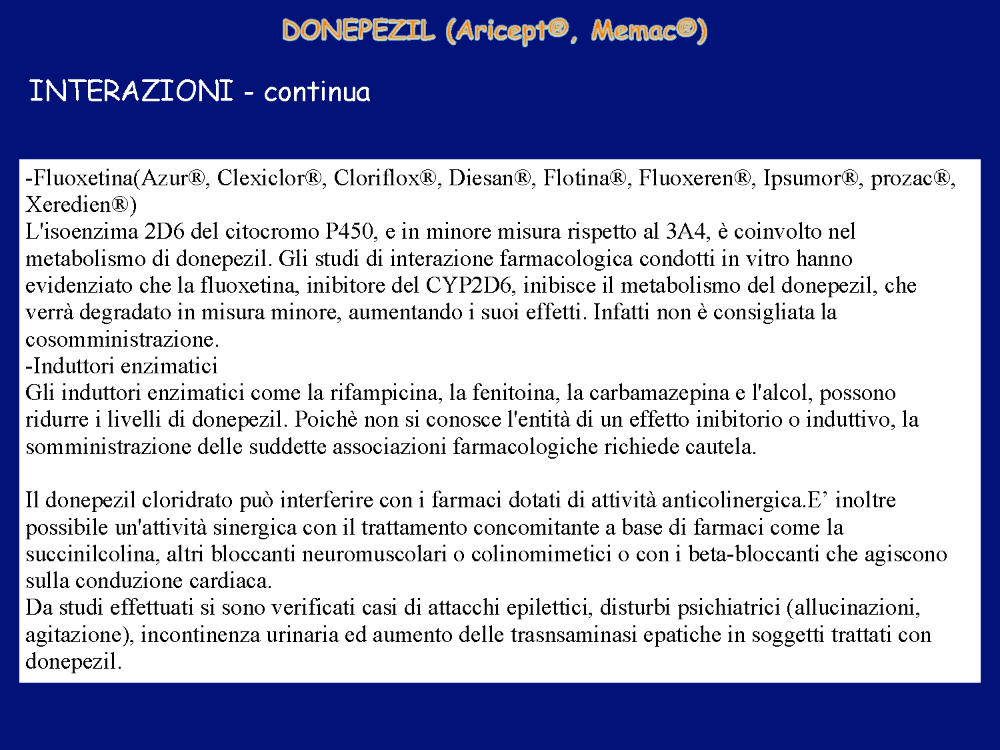 DONEPEZIL (Aricept®, Memac®)
INTERAZIONI - continua
-Fluoxetina(Azur®, Clexiclor®, Cloriflox®, Diesan®, Flotina®, Fluoxeren®, Ipsumor®, prozac®,
Xeredien®)
L'isoenzima 2D6 del citocromo P450, e in minore misura rispetto al 3A4, è coinvolto nel
metabolismo di donepezil. Gli studi di interazione farmacologica condotti in vitro hanno
evidenziato che la fluoxetina, inibitore del CYP2D6, inibisce il metabolismo del donepezil, che
verrà degradato in misura minore, aumentando i suoi effetti. Infatti non è consigliata la
cosomministrazione.
-Induttori enzimatici
Gli induttori enzimatici come la rifampicina, la fenitoina, la carbamazepina e l'alcol, possono
ridurre i livelli di donepezil. Poichè non si conosce l'entità di un effetto inibitorio o induttivo, la
somministrazione delle suddette associazioni farmacologiche richiede cautela.
Il donepezil cloridrato può interferire con i farmaci dotati di attività anticolinergica.E’ inoltre
possibile un'attività sinergica con il trattamento concomitante a base di farmaci come la
succinilcolina, altri bloccanti neuromuscolari o colinomimetici o con i beta-bloccanti che agiscono
sulla conduzione cardiaca.
Da studi effettuati si sono verificati casi di attacchi epilettici, disturbi psichiatrici (allucinazioni,
agitazione), incontinenza urinaria ed aumento delle trasnsaminasi epatiche in soggetti trattati con
donepezil.